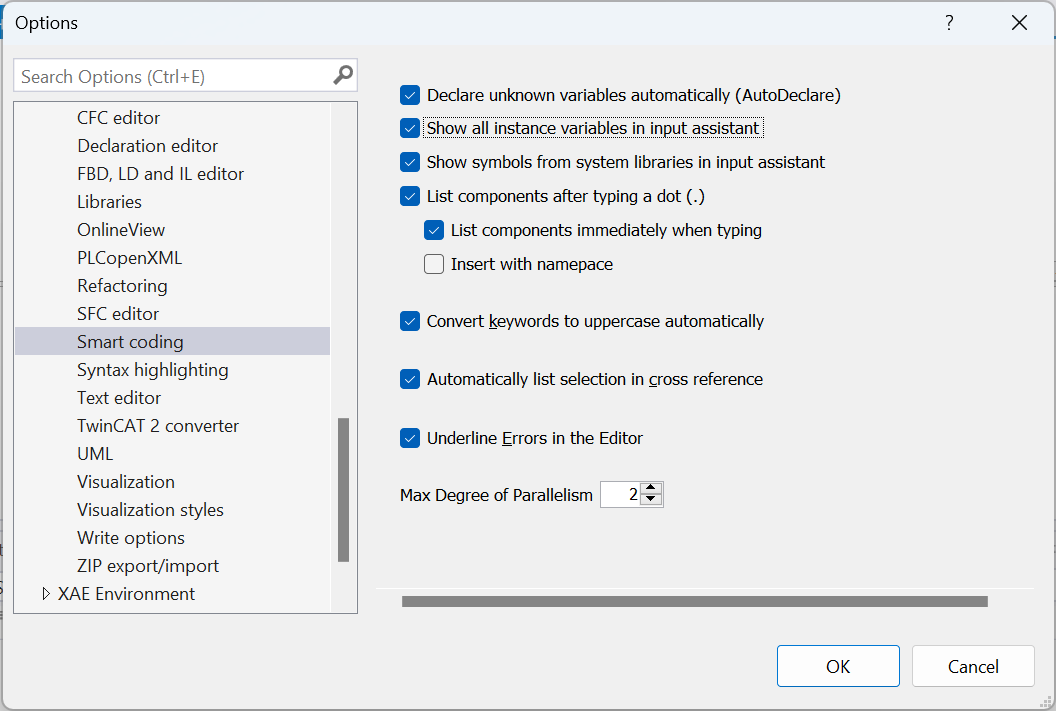 Options
?
Search Options (Ctrl+E)
CFC editor
Declaration editor
FBD, LD and IL editor
Libraries
OnlineView
PLCopenXML
Refactoring
SFC editor
Smart coding
Syntax highlighting
Text editor
TwinCAT 2 converter
UML
Visualization
Visualization styles
Write options
ZIP export/import
XAE Environment
Declare unknown variables automatically (AutoDeclare)
Show all instance variables in input assistant
Show symbols from system libraries in input assistant
List components after typing a dot (.)
List components immediately when typing
Insert with namepace
Convert keywords to uppercase automatically
Automatically list selection in cross reference
Underline Errors in the Editor
Max Degree of Parallelism 2
OK Cancel